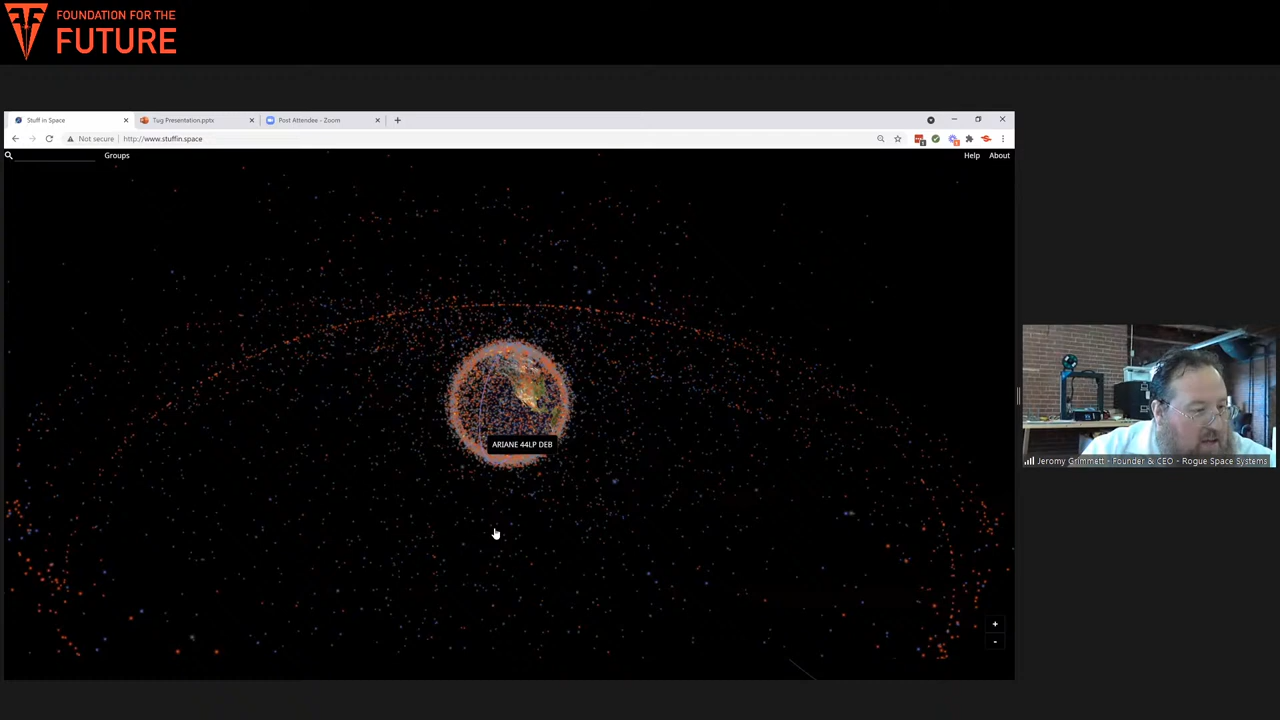 FOUNDATION FOR THE
FUTURE
Stuff in Space
Tug Presentation.pptx
Post Attendee - Zoom
Not secure
http://www.stuffin.space
Groups
Help
About
ARIANE 44LP DEB
Jeromy Grimmett - Founder & CEO - Rogue Space Systems
+
-